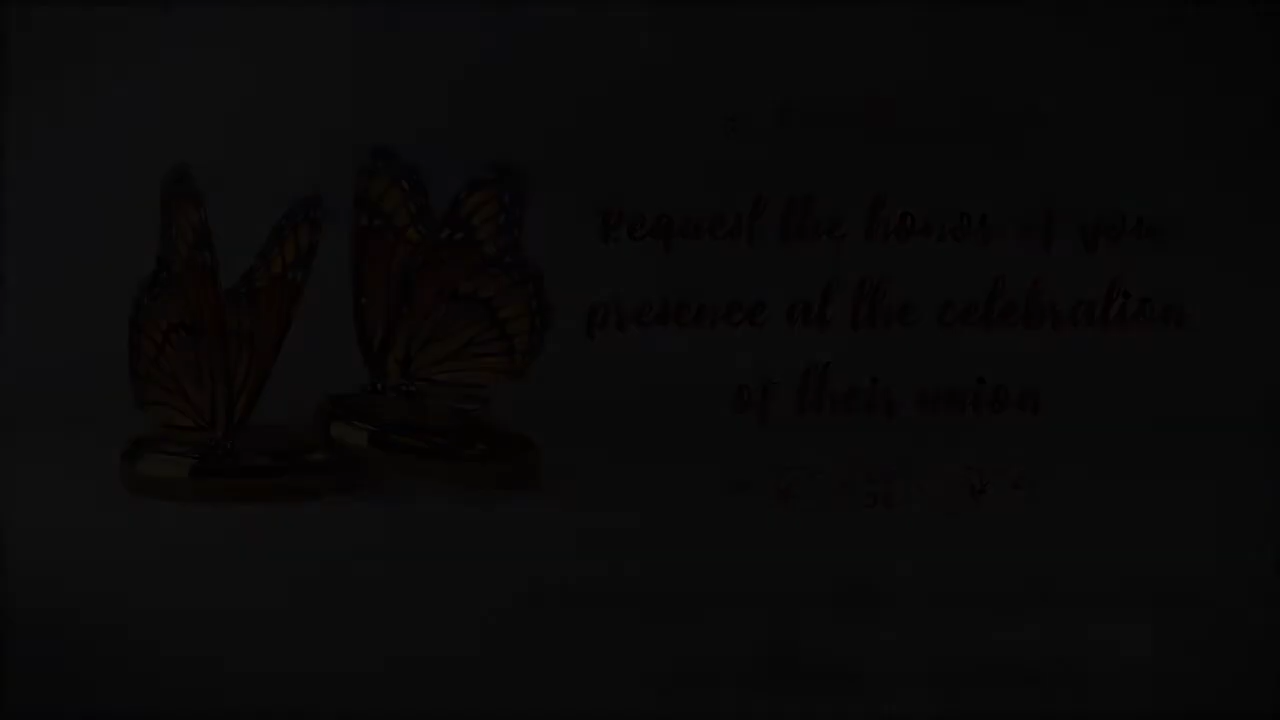 Request the honor of your
presence at the celebration
of their union